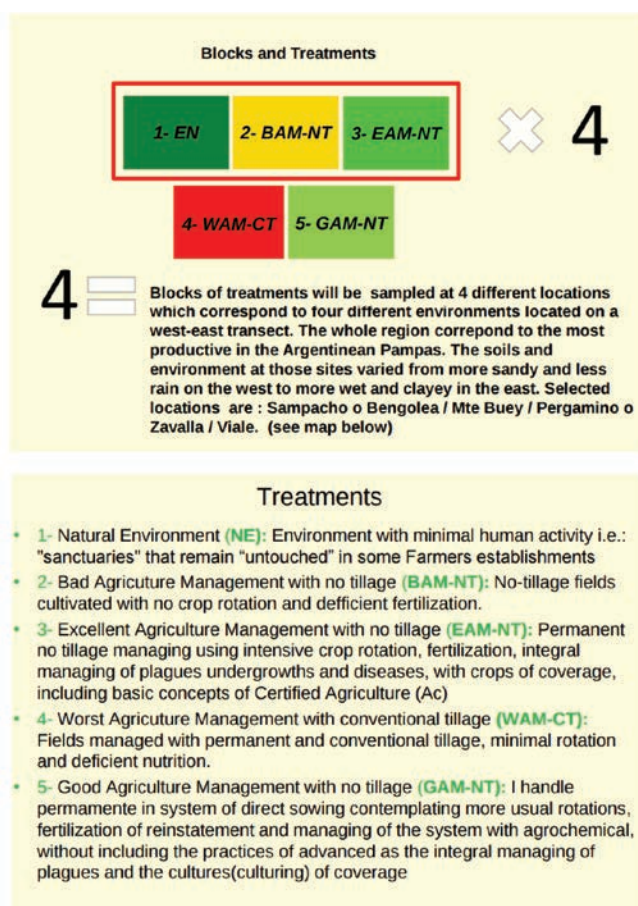 Blocks and Treatments
1- EN 2- BAM-NT 3- EAM-NT
4
4- WAM-CT 5- GAM-NT
4
Blocks of treatments will be sampled at 4 different locations
which correspond to four different environments located on a
west-east transect. The whole region correpond to the most
productive in the Argentinean Pampas. The soils and
environment at those sites varied from more sandy and less
rain on the west to more wet and clayey in the east. Selected
locations are : Sampacho o Bengolea / Mte Buey / Pergamino o
Zavalla / Viale. (see map below)
Treatments
• 1- Natural Environment (NE): Environment with minimal human activity i.e.:
"sanctuaries" that remain “untouched” in some Farmers establishments
• 2- Bad Agricuture Management with no tillage (BAM-NT): No-tillage fields
cultivated with no crop rotation and defficient fertilization.
• 3- Excellent Agriculture Management with no tillage (EAM-NT): Permanent
no tillage managing using intensive crop rotation, fertilization, integral
managing of plagues undergrowths and diseases, with crops of coverage,
including basic concepts of Certified Agriculture (Ac)
• 4- Worst Agricuture Management with conventional tillage (WAM-CT):
Fields managed with permanent and conventional tillage, minimal rotation
and deficient nutrition.
• 5- Good Agriculture Management with no tillage (GAM-NT): I handle
permamente in system of direct sowing contemplating more usual rotations,
fertilization of reinstatement and managing of the system with agrochemical,
without including the practices of advanced as the integral managing of
plagues and the cultures(culturing) of coverage